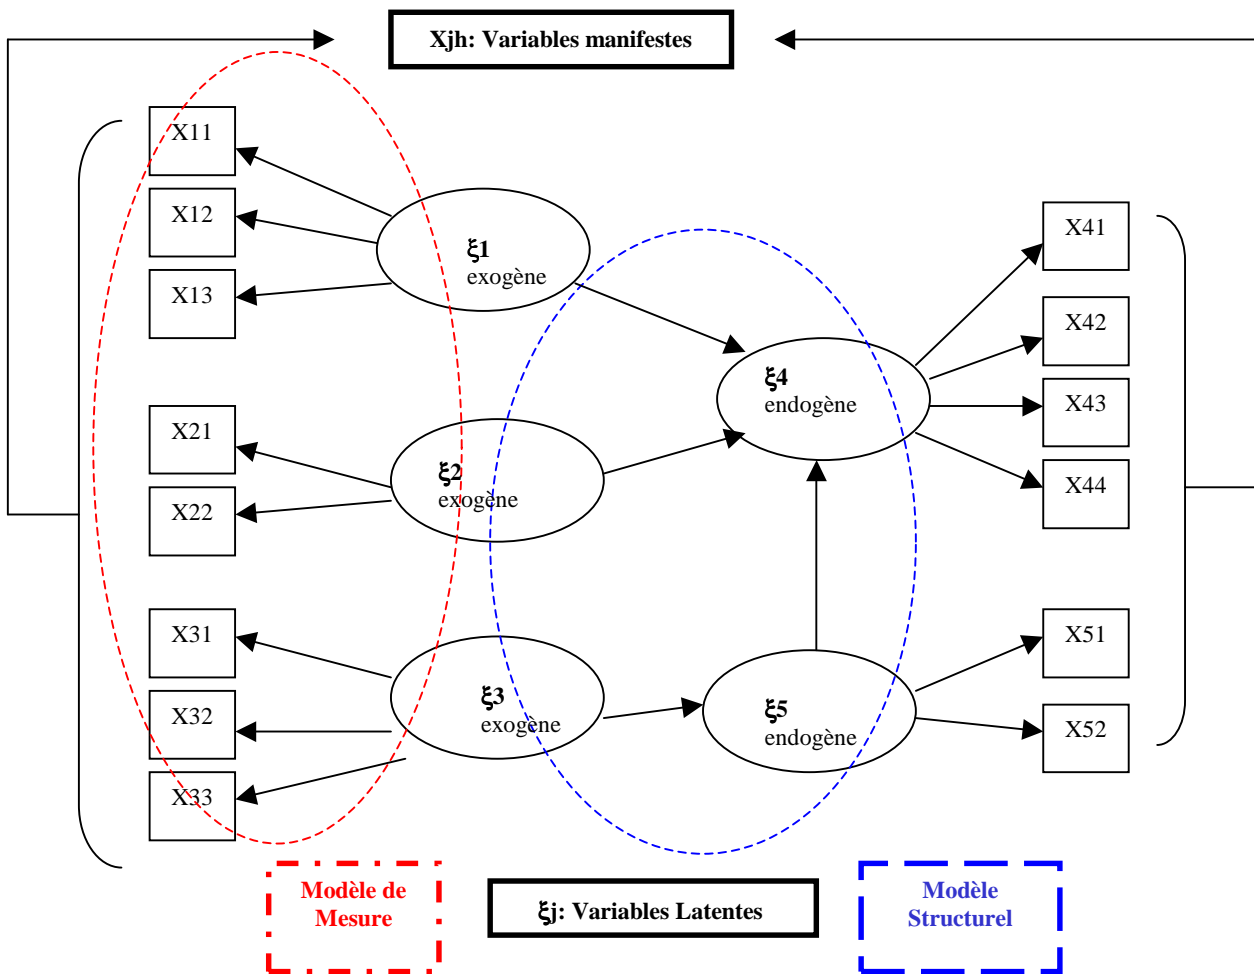 Xjh: Variables manifestes
X11
X12
X13
X21
X22
X31
X32
X33
ξ1
exogène
ξ2
exogène
ξ3
exogène
ξ4
endogène
ξ5
endogène
X41
X42
X43
X44
X51
X52
Modèle de
Mesure
ξj: Variables Latentes
Modèle
Structurel